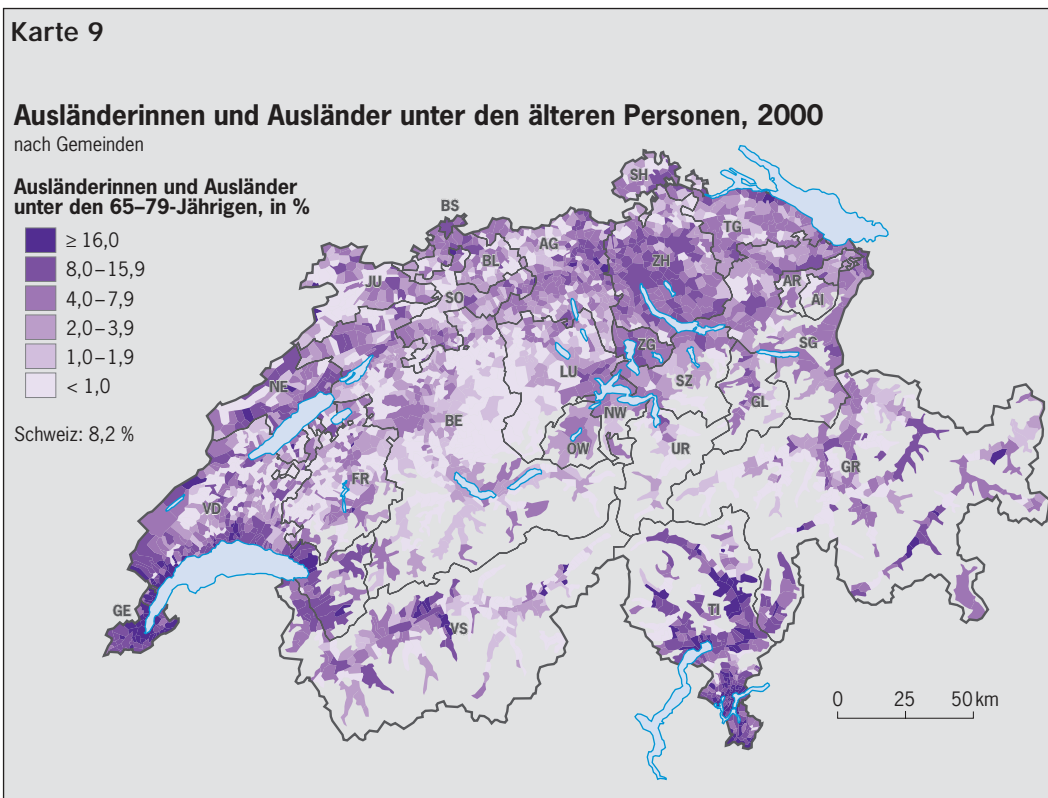 Karte 9
Ausländerinnen und Ausländer unter den älteren Personen, 2000
nach Gemeinden
Ausländerinnen und Ausländer
unter den 65–79-Jährigen, in %
≥ 16,0
8,0–15,9
4,0–7,9
2,0–3,9
1,0–1,9
< 1,0
Schweiz: 8,2 %
SH
BS
TG
AG
BL
ZH
JU
SO
AR
AI
SG
ZG
LU
SZ
NE
GL
NW
BE
OW
UR
GR
FR
VD
GE
TI
VS
0 25 50 km